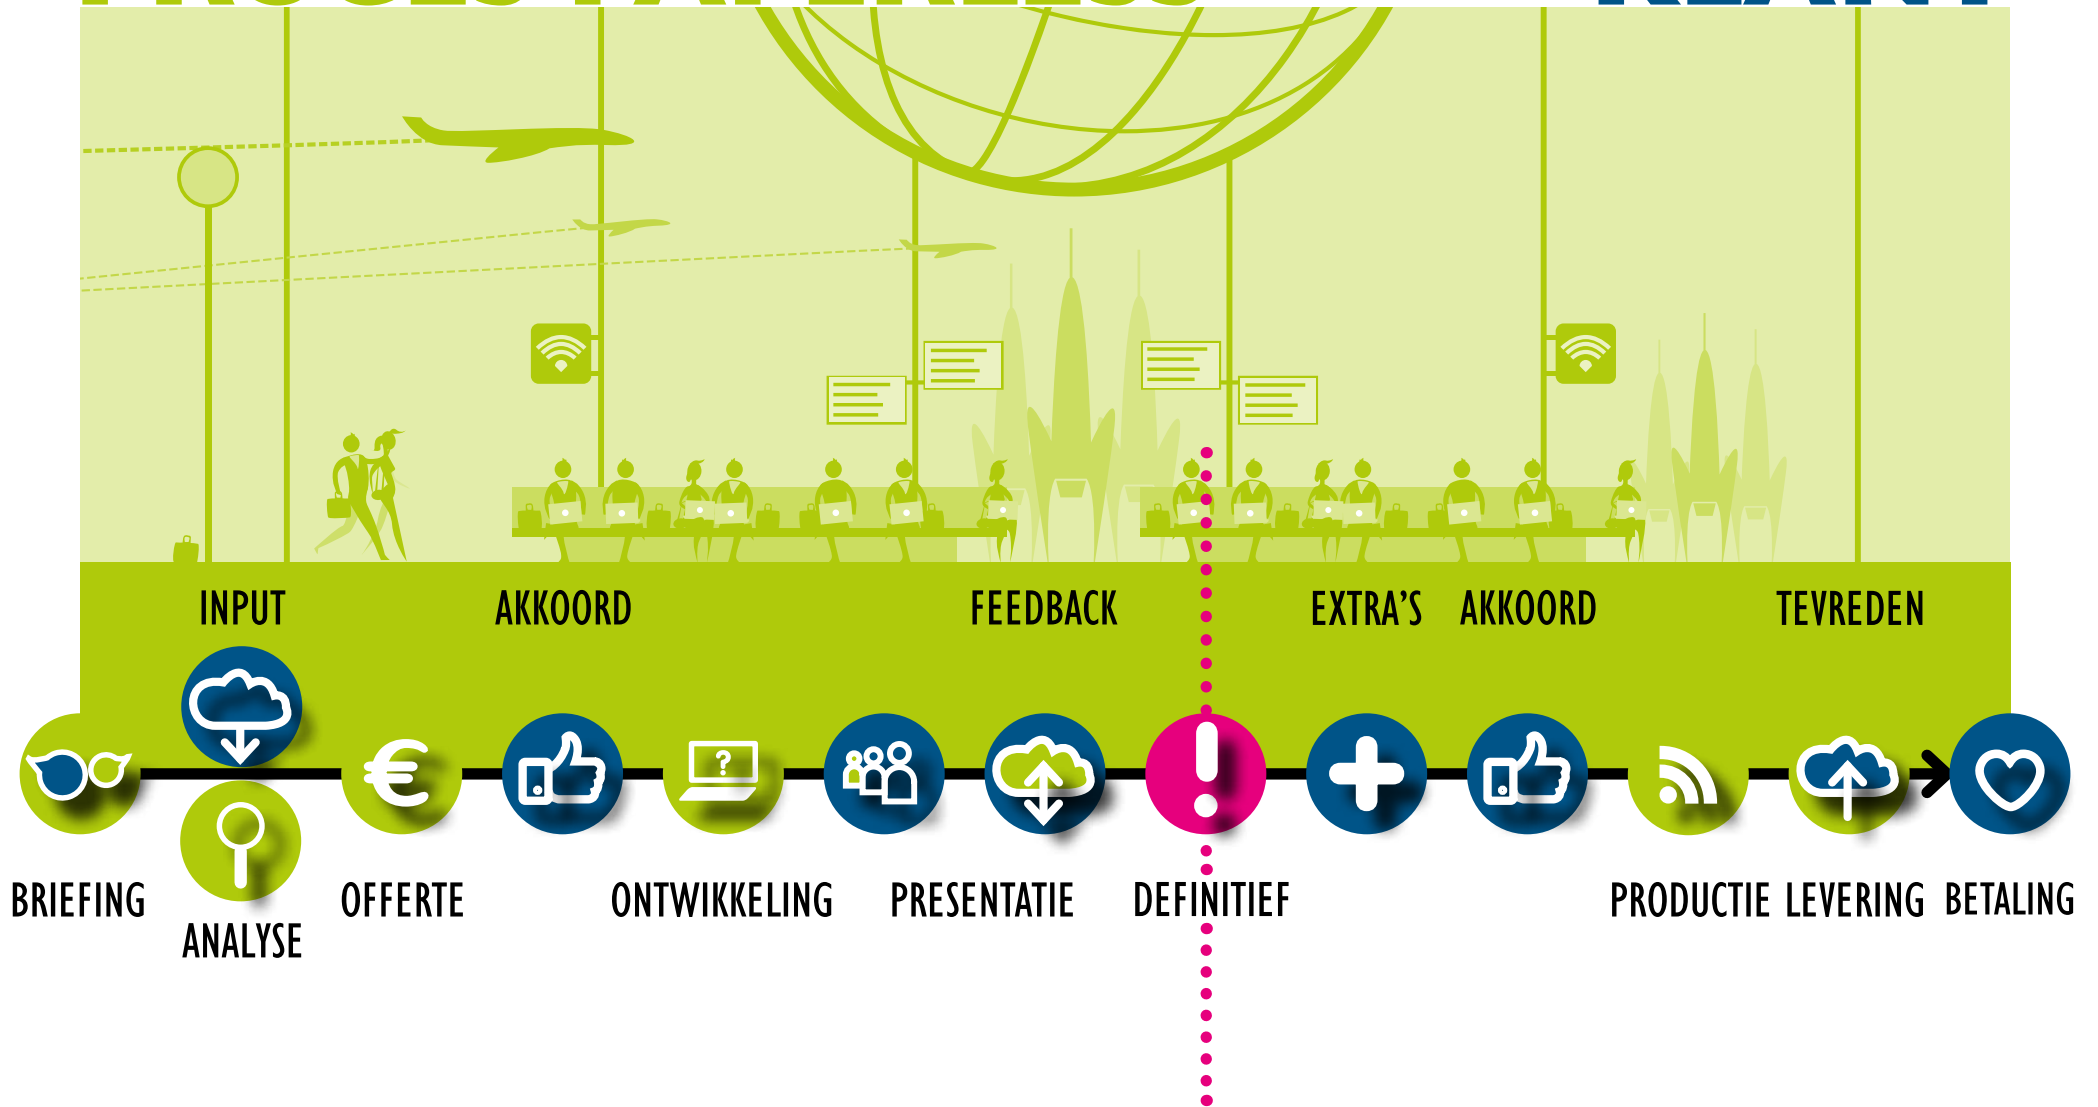 INPUT AKKOORD FEEDBACK EXTRA'S AKKOORD TEVREDEN
BRIEFING OFFERTE ONTWIKKELING PRESENTATIE DEFINITIEF PRODUCTIE LEVERING BETALING
ANALYSE